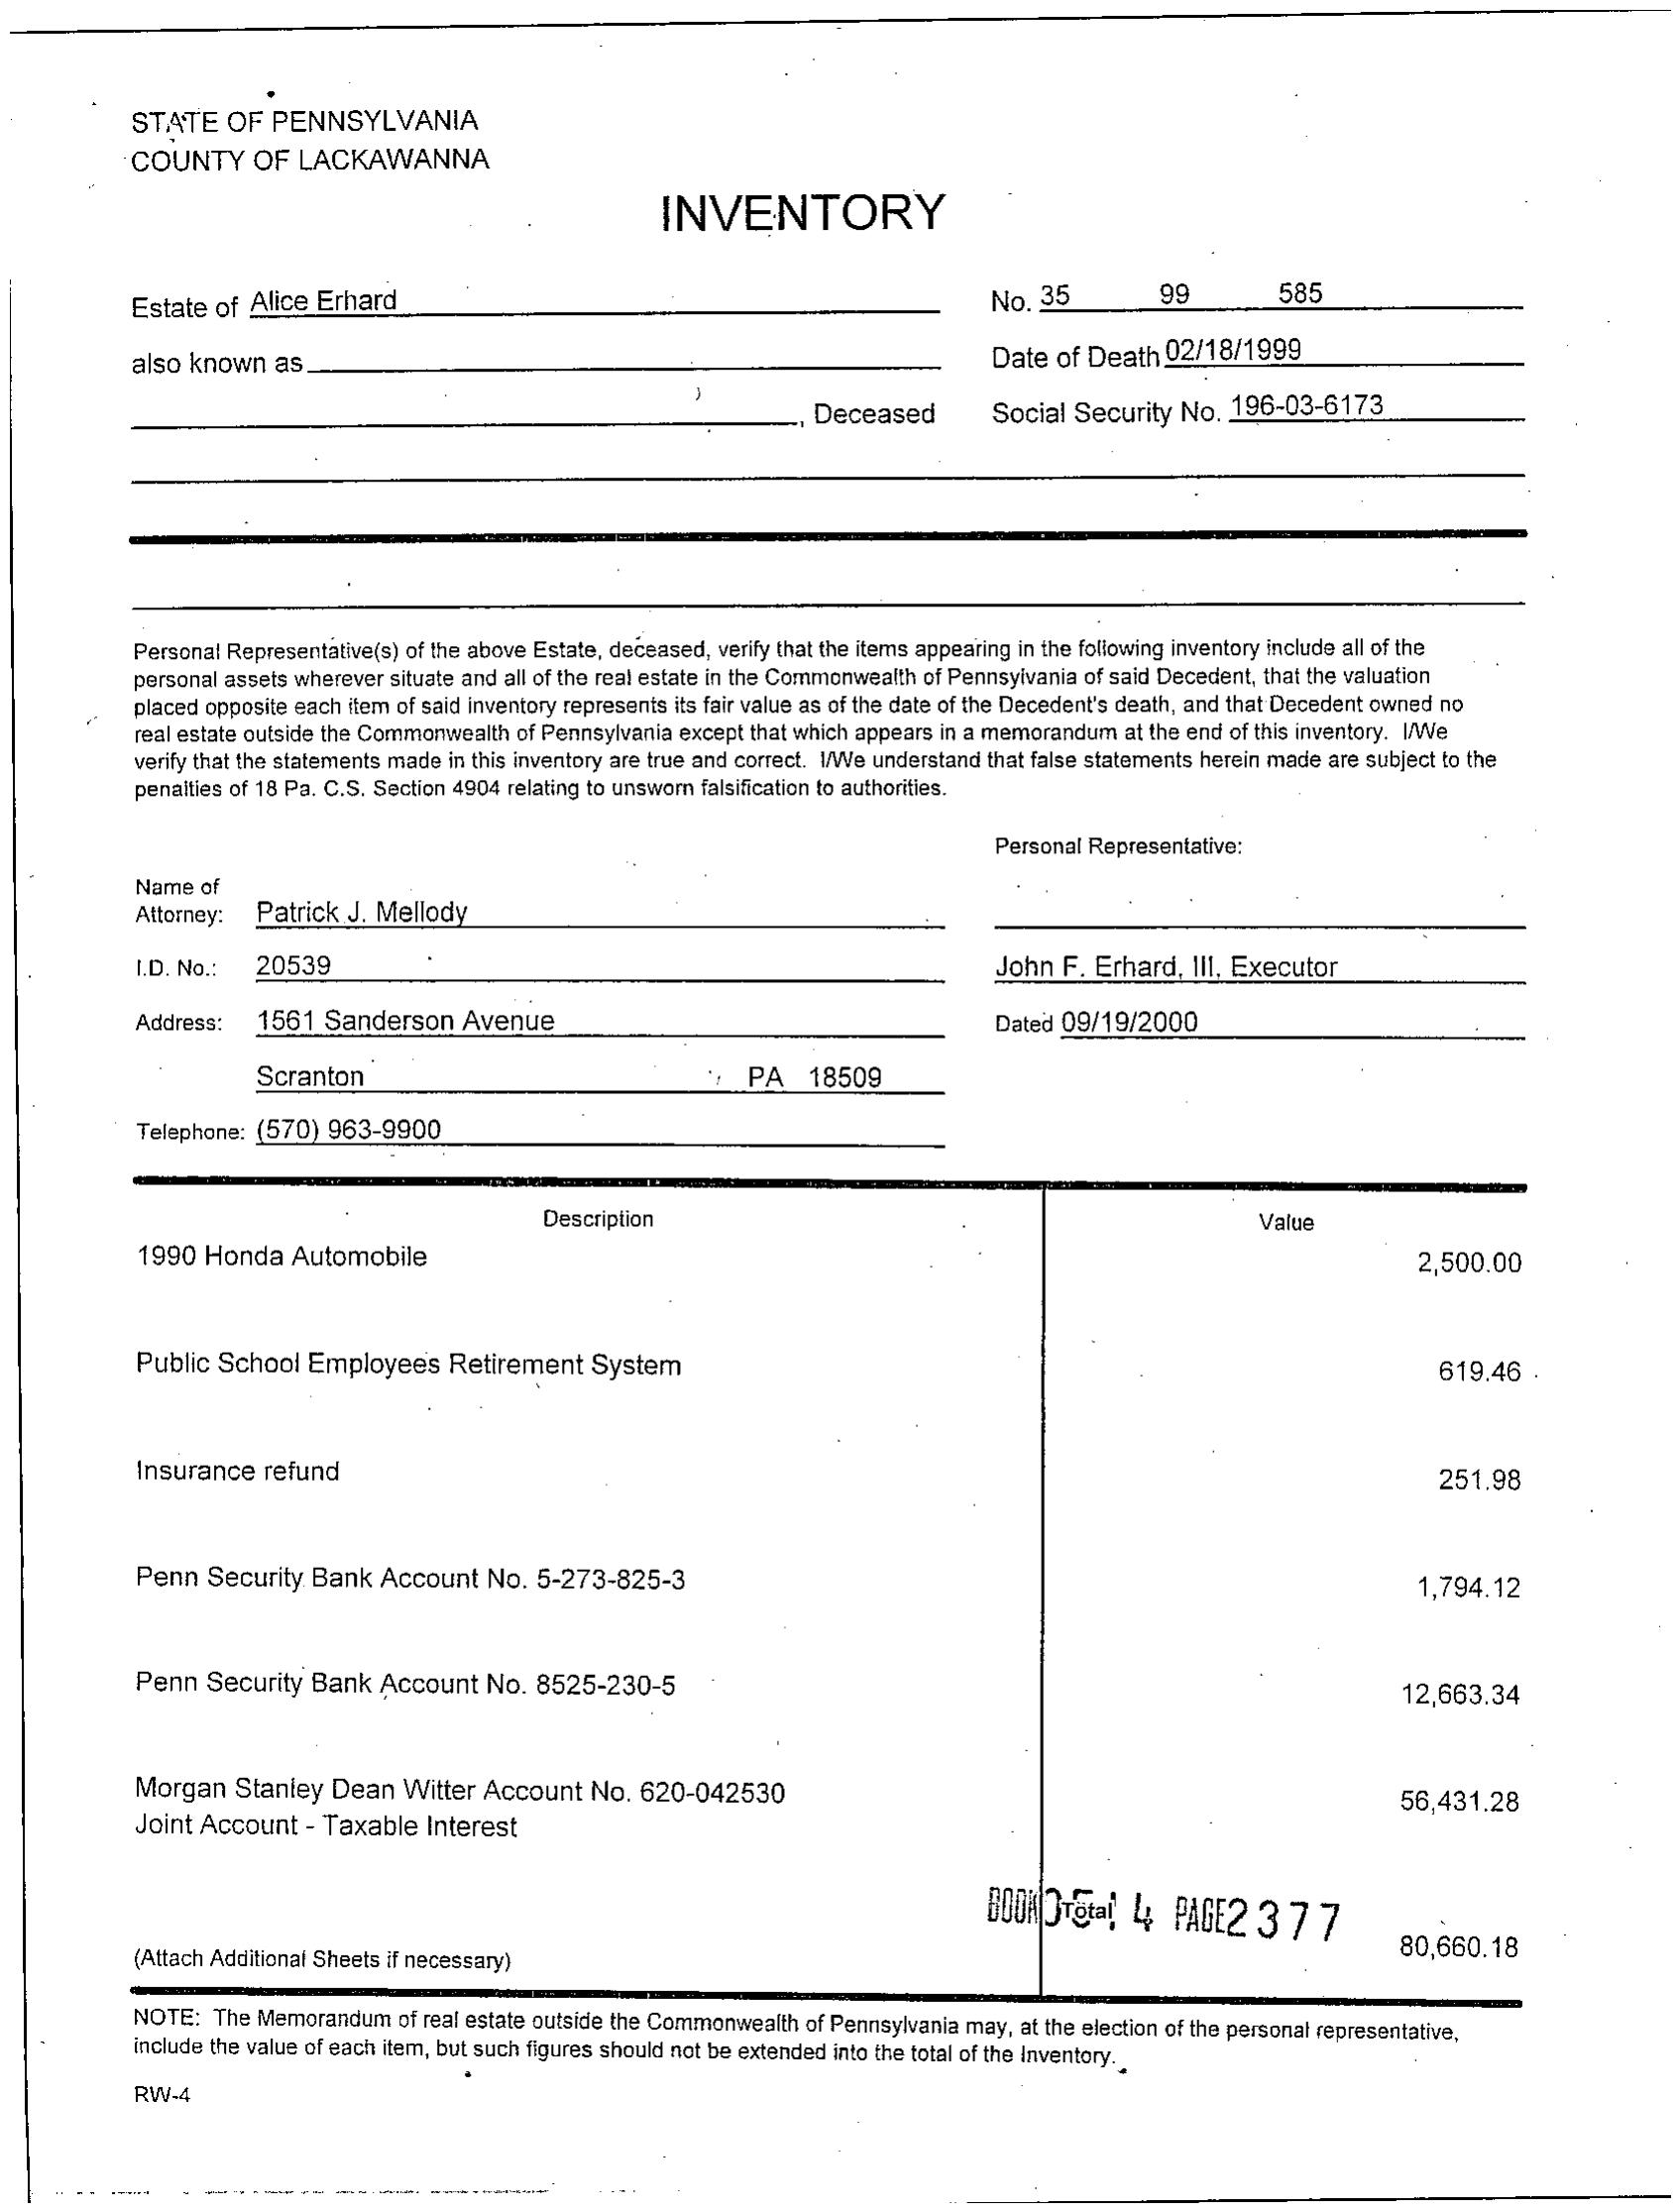 STATE OF PENNSYLVANIA
COUNTY OF LACKAWANNA
INVENTORY
Estate of Alice Erhard
No. 35 99 585
also known as
Date of Death 02/18/1999
, Deceased
Social Security No. 196-03-6173
Personal Representative(s) of the above Estate, deceased, verify that the items appearing in the following inventory include all of the
personal assets wherever situate and all of the real estate in the Commonwealth of Pennsylvania of said Decedent, that the valuation
placed opposite each item of said inventory represents its fair value as of the date of the Decedent's death, and that Decedent owned no
real estate outside the Commonwealth of Pennsylvania except that which appears in a memorandum at the end of this inventory. I/We
verify that the statements made in this inventory are true and correct. I/We understand that false statements herein made are subject to the
penalties of 18 Pa. C.S. Section 4904 relating to unsworn falsification to authorities.
Personal Representative:
Name of
Attorney: Patrick J. Mellody
I.D. No.: 20539
John F. Erhard, III, Executor
Address: 1561 Sanderson Avenue
Dated 09/19/2000
Scranton , PA 18509
Telephone: (570) 963-9900
Description Value
1990 Honda Automobile 2,500.00
Public School Employees Retirement System 619.46
Insurance refund 251.98
Penn Security Bank Account No. 5-273-825-3 1,794.12
Penn Security Bank Account No. 8525-230-5 12,663.34
Morgan Stanley Dean Witter Account No. 620-042530 56,431.28
Joint Account - Taxable Interest
BOOK Total 4 PAGE 2377
(Attach Additional Sheets if necessary) 80,660.18
NOTE: The Memorandum of real estate outside the Commonwealth of Pennsylvania may, at the election of the personal representative,
include the value of each item, but such figures should not be extended into the total of the Inventory.
RW-4